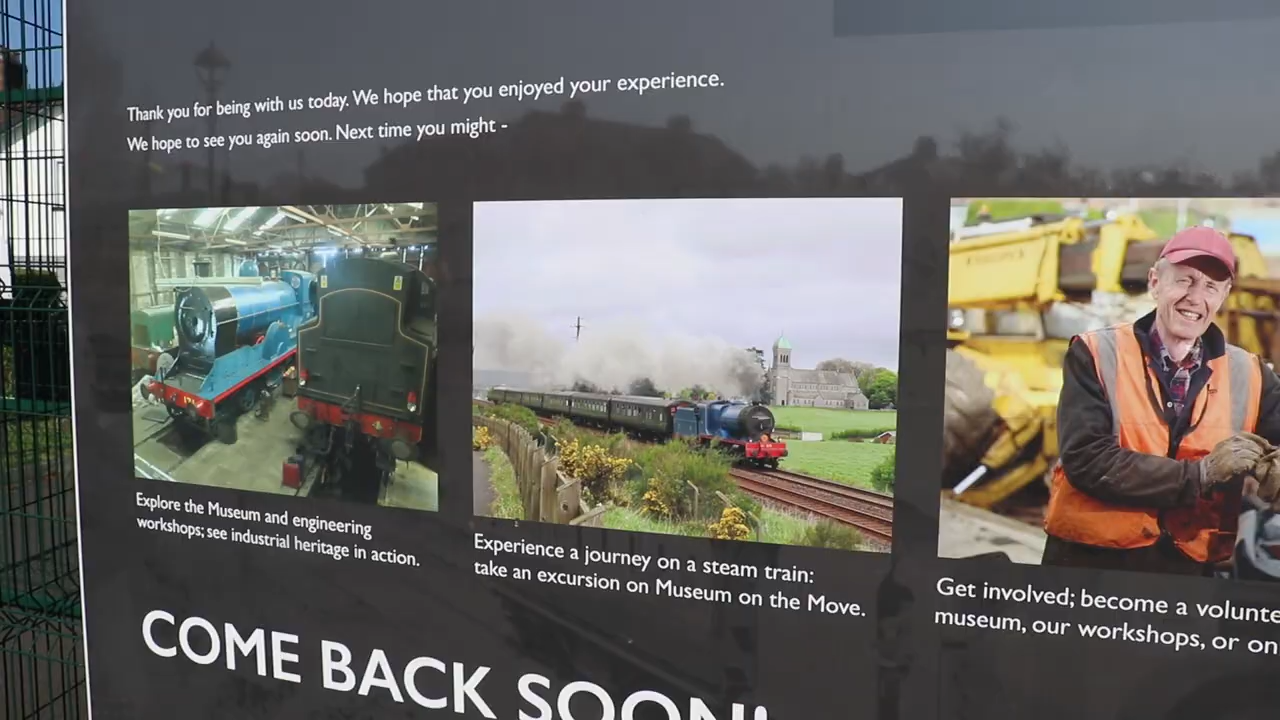 Thank you for being with us today. We hope that you enjoyed your experience.
We hope to see you again soon. Next time you might -
Explore the Museum and engineering
workshops; see industrial heritage in action.
Experience a journey on a steam train:
take an excursion on Museum on the Move.
Get involved; become a volunte
museum, our workshops, or on
COME BACK SOON!